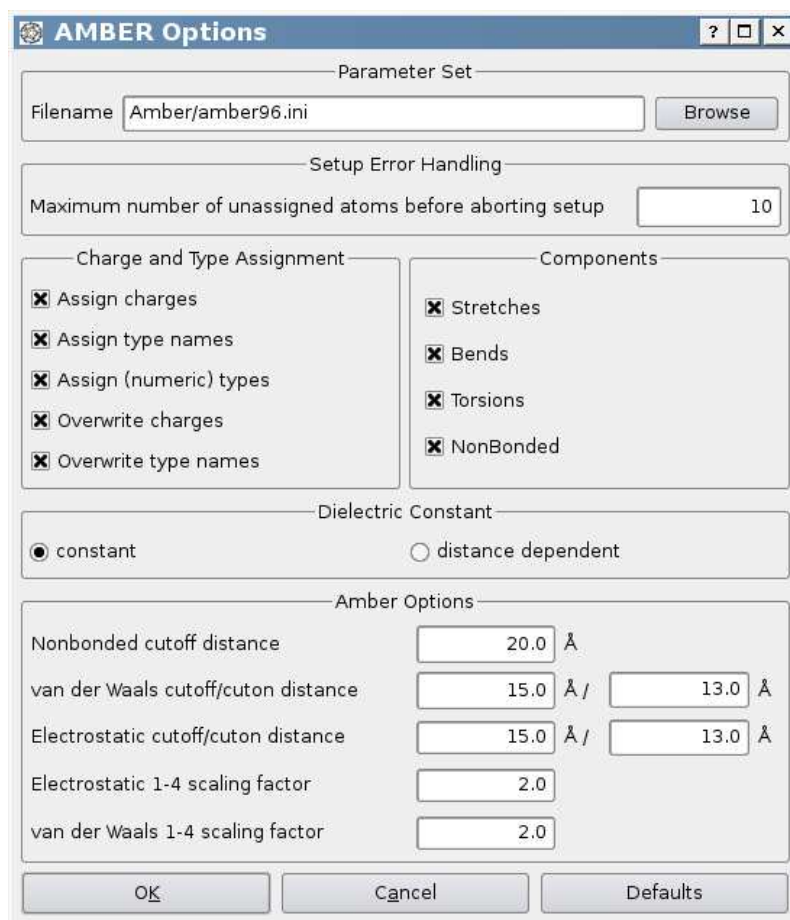 AMBER Options
Parameter Set
Filename Amber/amber96.ini Browse
Setup Error Handling
Maximum number of unassigned atoms before aborting setup 10
Charge and Type Assignment
Assign charges
Assign type names
Assign (numeric) types
Overwrite charges
Overwrite type names
Components
Stretches
Bends
Torsions
NonBonded
Dielectric Constant
constant distance dependent
Amber Options
Nonbonded cutoff distance 20.0 Å
van der Waals cutoff/cuton distance 15.0 Å / 13.0 Å
Electrostatic cutoff/cuton distance 15.0 Å / 13.0 Å
Electrostatic 1-4 scaling factor 2.0
van der Waals 1-4 scaling factor 2.0
OK Cancel Defaults